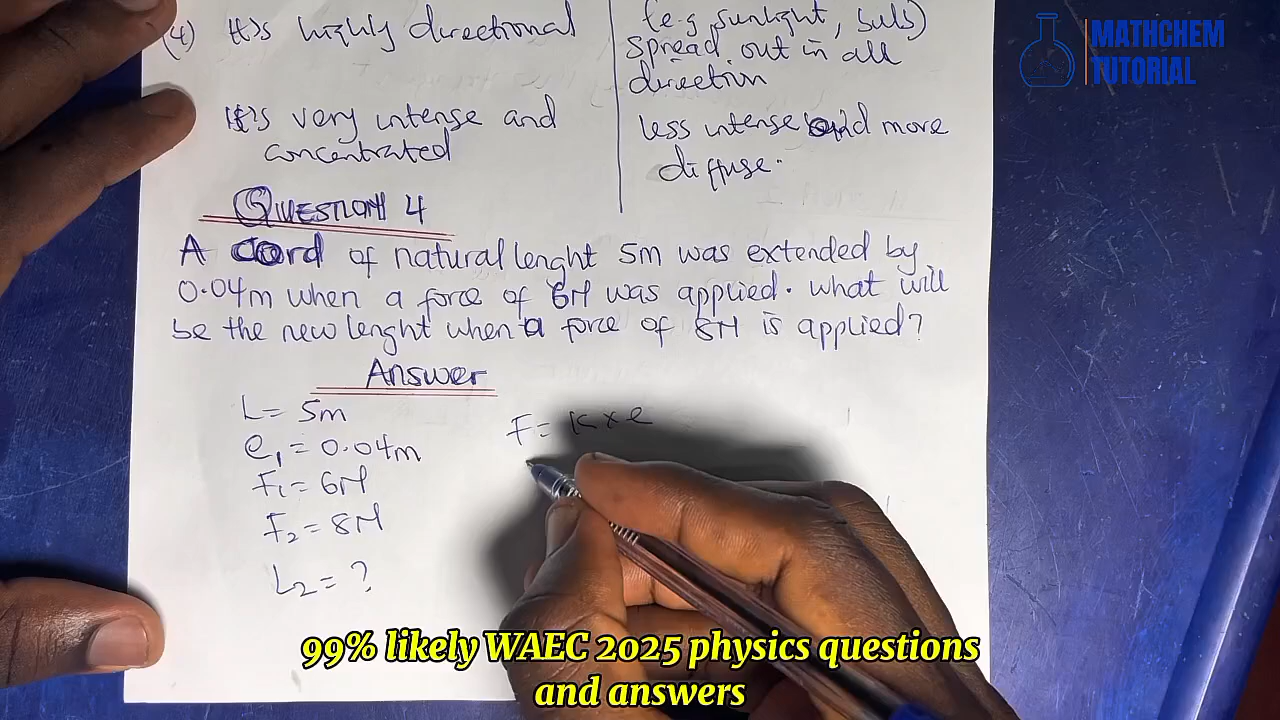 (4) It's highly directional
(e.g sunlight, bulb)
spread out in all
direction
It's very intense and
concentrated
less intense and more
diffuse.
QUESTION 4
A cord of natural lenght 5m was extended by
0.04m when a force of 6N was applied. What will
be the new lenght when a force of 8N is applied?
Answer
L = 5m
e1 = 0.04m
F1 = 6N
F2 = 8N
L2 = ?
F = K x e
MATHCHEM
TUTORIAL
99% likely WAEC 2025 physics questions
and answers